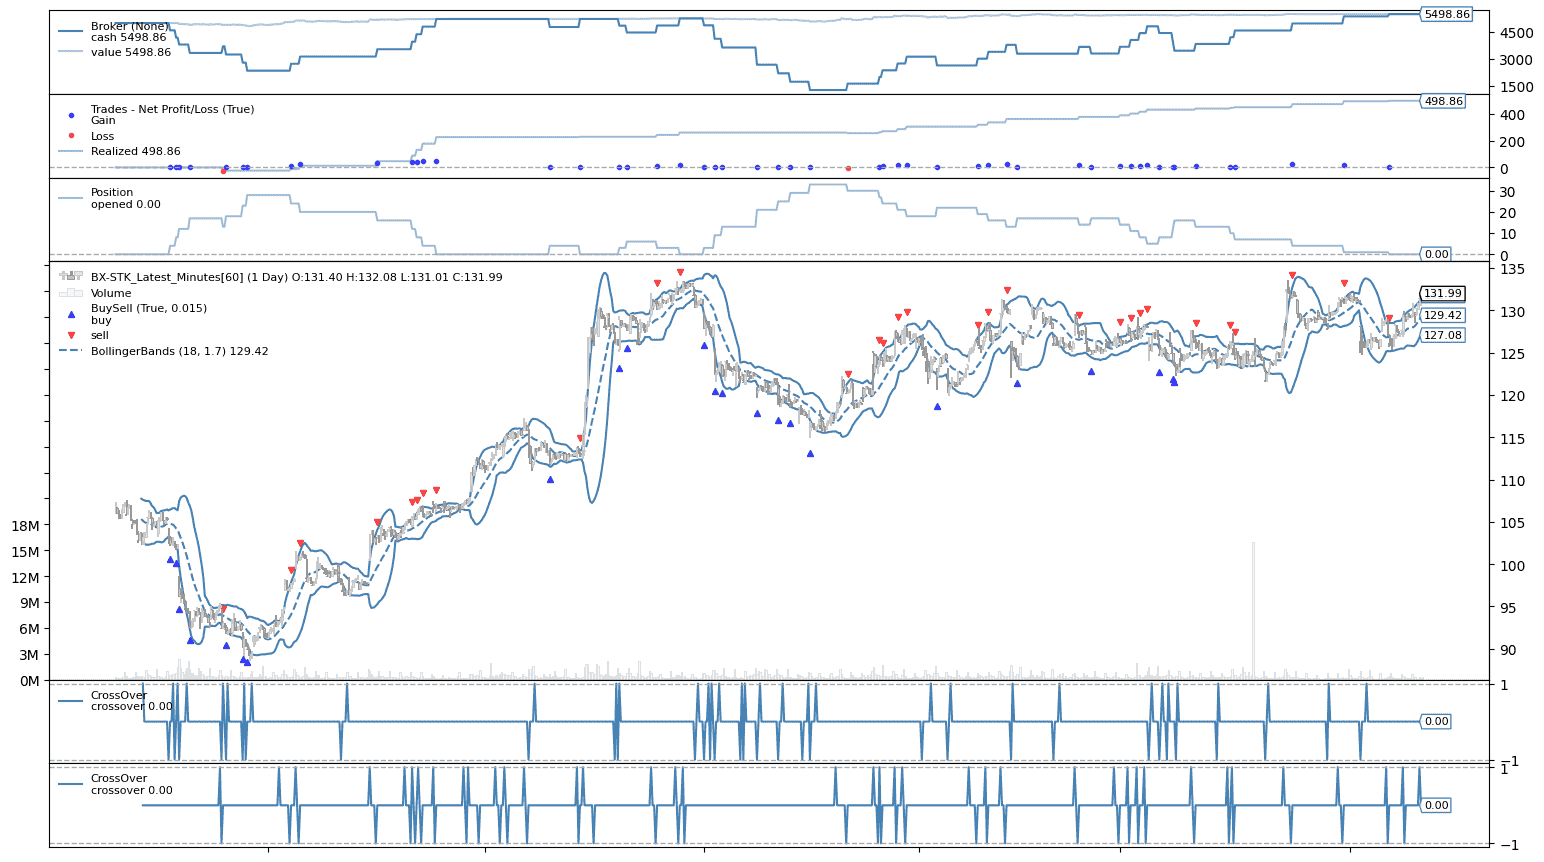 Broker (None)
cash 5498.86
value 5498.86
5498.86
4500
3000
1500
Trades - Net Profit/Loss (True)
Gain
Loss
Realized 498.86
498.86
400
200
0
Position
opened 0.00
30
20
10
0
0.00
BX-STK_Latest_Minutes[60] (1 Day) O:131.40 H:132.08 L:131.01 C:131.99
Volume
BuySell (True, 0.015)
buy
sell
BollingerBands (18, 1.7) 129.42
135
131.99
130
129.42
127.08
125
120
115
110
105
100
95
90
18M
15M
12M
9M
6M
3M
0M
CrossOver
crossover 0.00
1
0.00
−1
CrossOver
crossover 0.00
1
0.00
−1